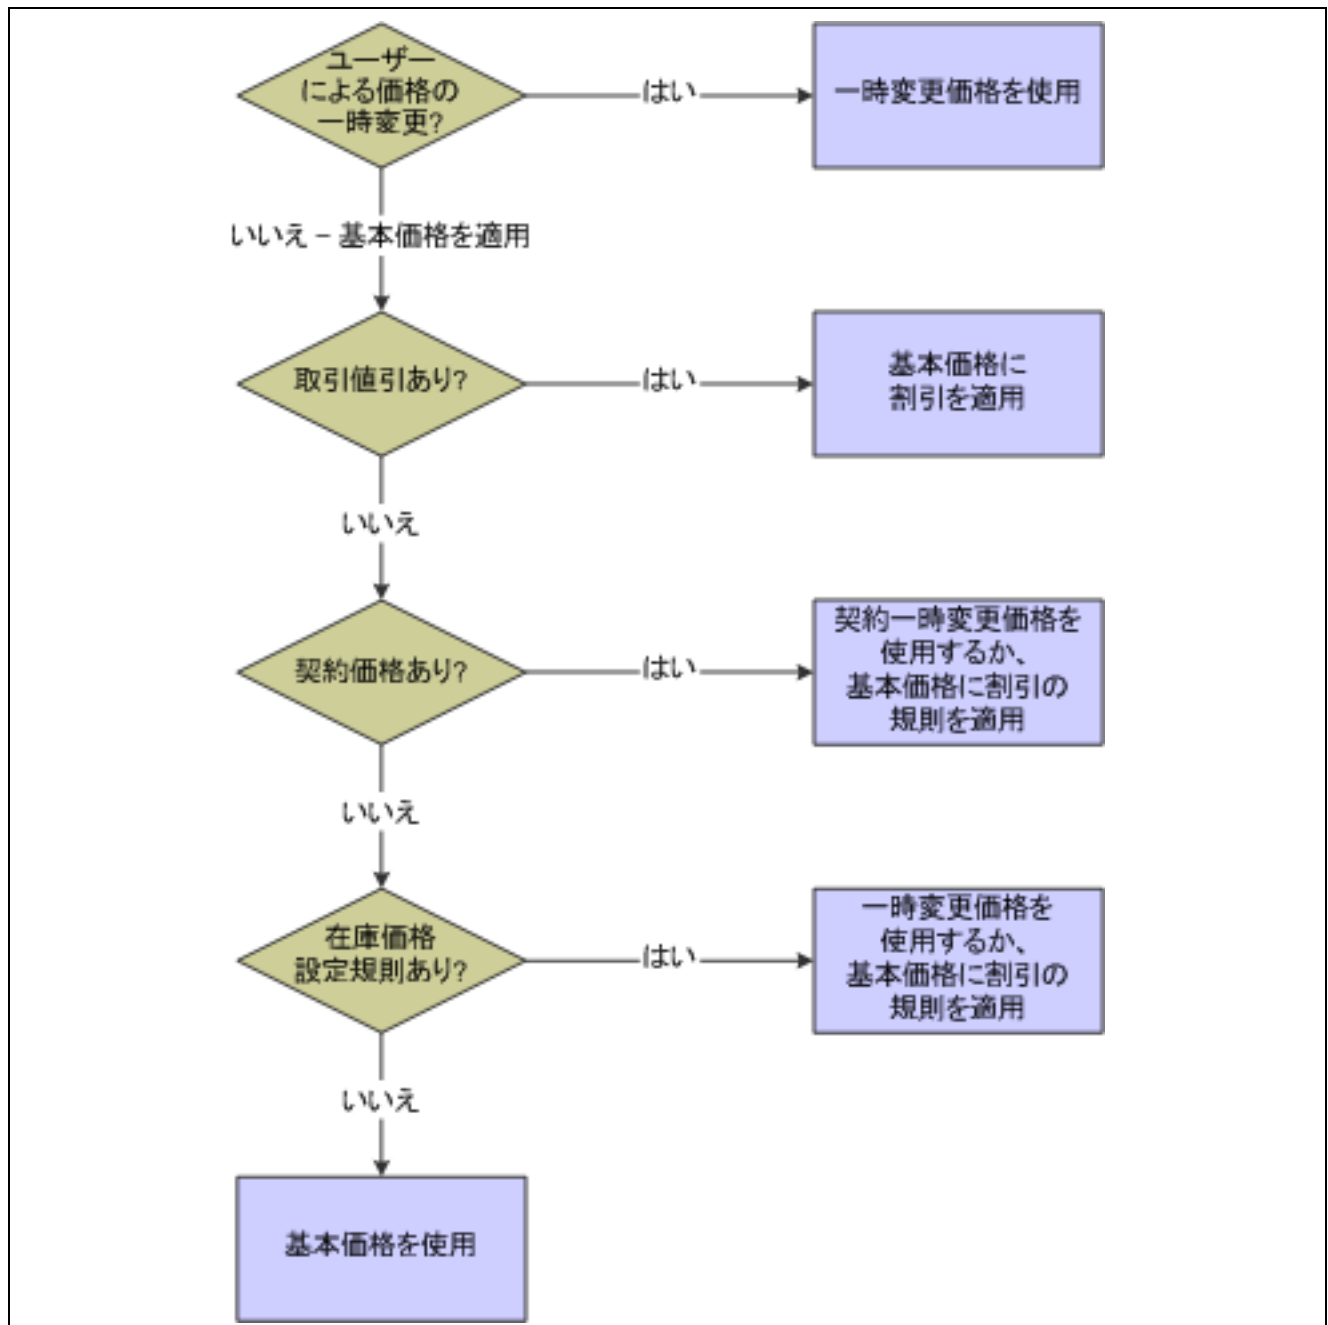 ユーザー
による価格の
一時変更?
はい
一時変更価格を使用
いいえ – 基本価格を適用
取引値引あり?
はい
基本価格に
割引を適用
いいえ
契約価格あり?
はい
契約一時変更価格を
使用するか、
基本価格に割引の
規則を適用
いいえ
在庫価格
設定規則あり?
はい
一時変更価格を
使用するか、
基本価格に割引の
規則を適用
いいえ
基本価格を使用